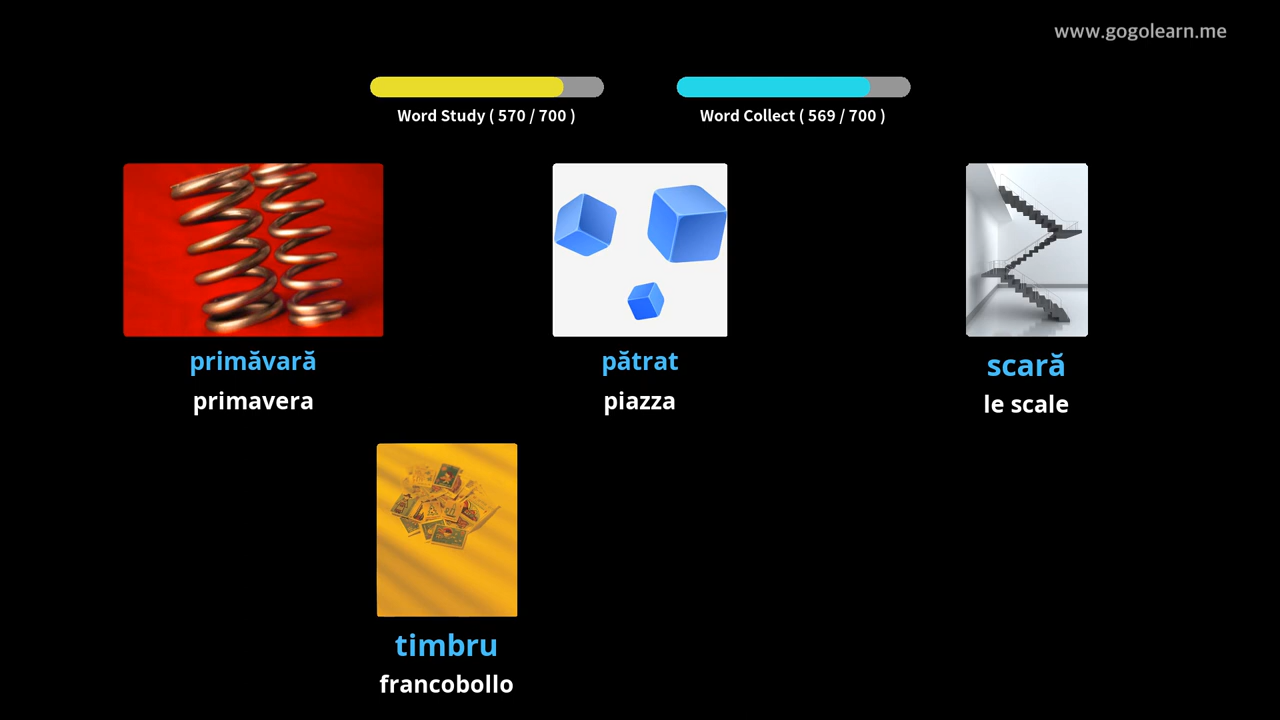 www.gogolearn.me
Word Study ( 570 / 700 )
Word Collect ( 569 / 700 )
primăvară
primavera
pătrat
piazza
scară
le scale
timbru
francobollo